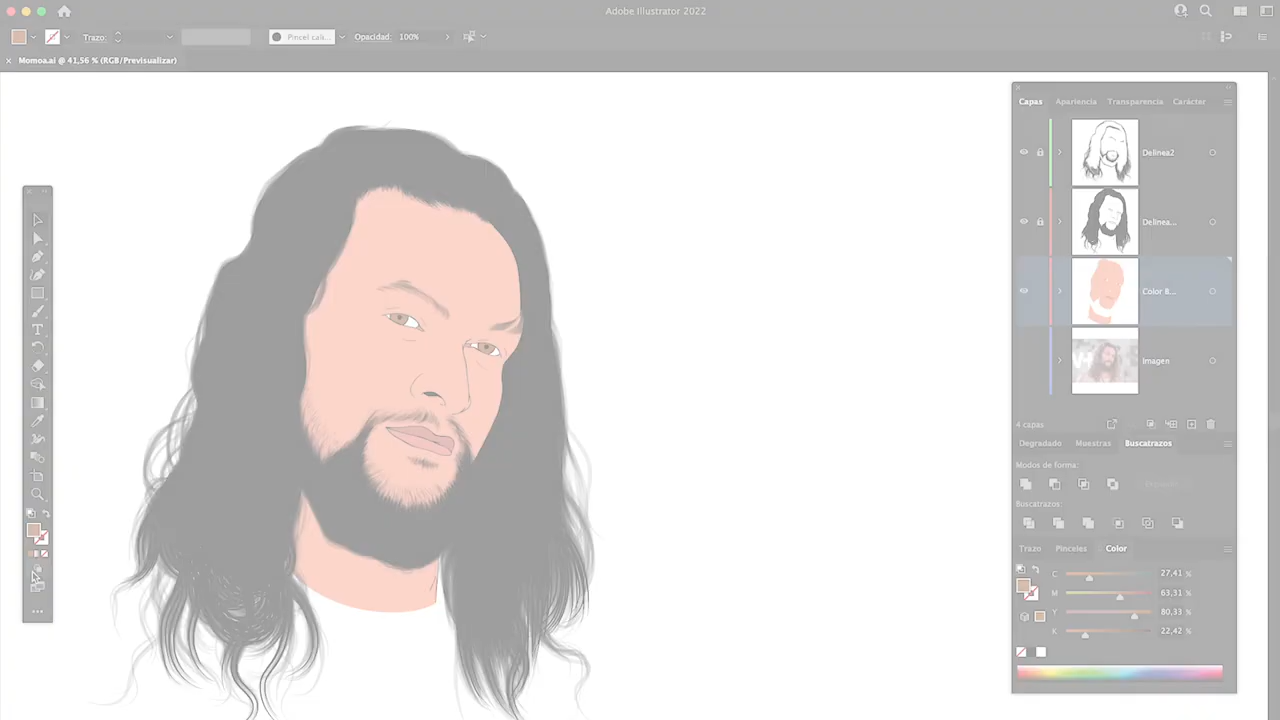 Adobe Illustrator 2022
Trazo:
Pincel cali...
Opacidad: 100%
× Momoa.ai @ 41,56 % (RGB/Previsualizar)
Capas Apariencia Transparencia Carácter
Delinea2
Delinea...
Color B...
Imagen
4 capas
Degradado Muestras Buscatrazos
Modos de forma:
Buscatrazos:
Trazo Pinceles Color
C 27,41 %
M 63,31 %
Y 80,33 %
K 22,42 %